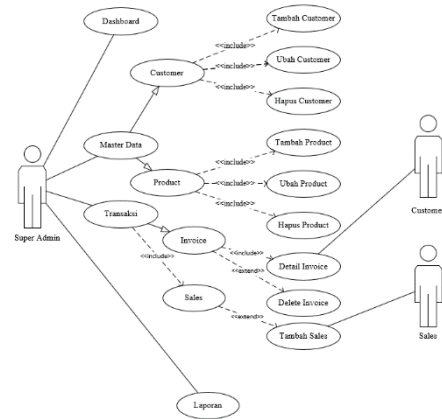 Dashboard
Tambah Customer
<<include>>
Customer
<<include>>
Ubah Customer
<<include>>
Hapus Customer
Master Data
Tambah Product
<<include>>
Product
<<include>>
Ubah Product
<<include>>
Hapus Product
Super Admin
Transaksi
Customer
Invoice
<<include>>
<<include>>
Detail Invoice
<<extend>>
Sales
Delete Invoice
<<extend>>
Tambah Sales
Sales
Laporan